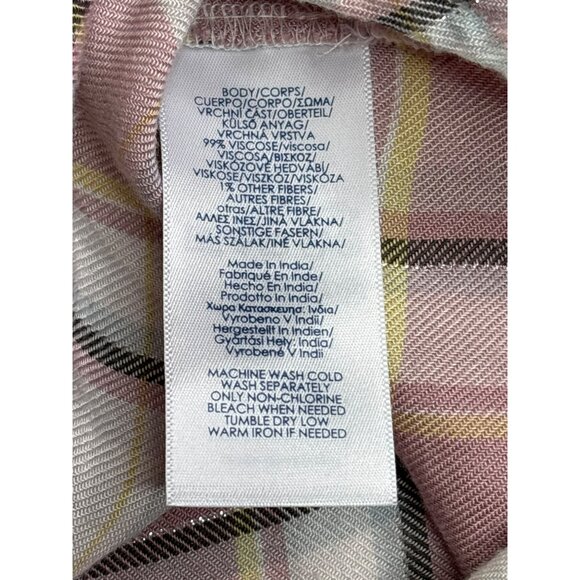 BODY/CORPS/
CUERPO/CORPO/ΣΩΜΑ/
VRCHNÍ ČÁST/OBERTEIL/
KÜLSŐ ANYAG/
VRCHNÁ VRSTVA
99% VISCOSE/viscosa/
VISCOSA/ΒΙΣΚΟΖ/
VISKÓZOVÉ HEDVÁBÍ/
VISKOSE/VISZKÓZ/VISKÓZA
1% OTHER FIBERS/
AUTRES FIBRES/
otras/ALTRE FIBRE/
ΑΛΛΕΣ ΙΝΕΣ/JINÁ VLÁKNA/
SONSTIGE FASERN/
MÁS SZÁLAK/INÉ VLÁKNA/
Made In India/
Fabriqué En Inde/
Hecho En India/
Prodotto In India/
Χωρα Κατασκευησ: Ινδια/
Vyrobeno V Indii/
Hergestellt In Indien/
Gyártási Hely: India/
Vyrobené V Indii
MACHINE WASH COLD
WASH SEPARATELY
ONLY NON-CHLORINE
BLEACH WHEN NEEDED
TUMBLE DRY LOW
WARM IRON IF NEEDED